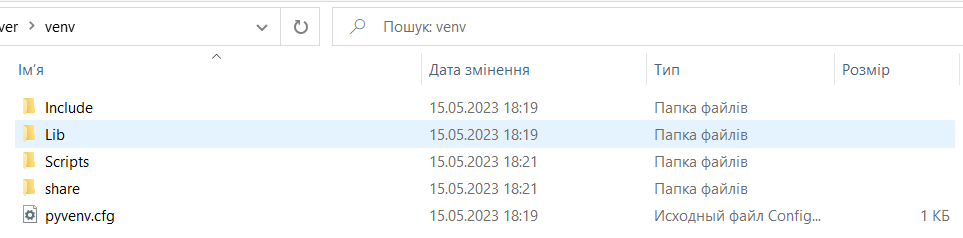 ver > venv Пошук: venv
Ім'я Дата змінення Тип Розмір
Include 15.05.2023 18:19 Папка файлів
Lib 15.05.2023 18:19 Папка файлів
Scripts 15.05.2023 18:21 Папка файлів
share 15.05.2023 18:21 Папка файлів
pyvenv.cfg 15.05.2023 18:19 Исходный файл Config... 1 КБ